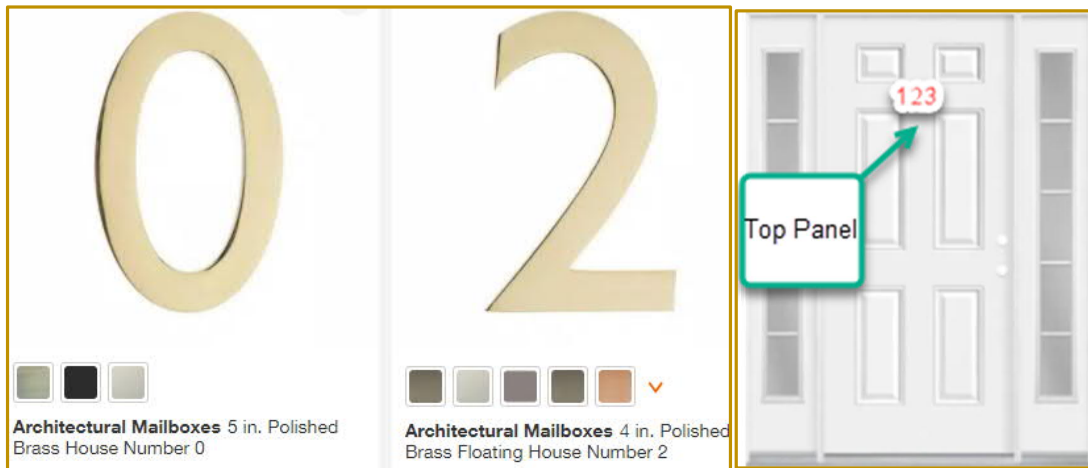 0
2
Architectural Mailboxes 5 in. Polished
Brass House Number 0
Architectural Mailboxes 4 in. Polished
Brass Floating House Number 2
123
Top Panel